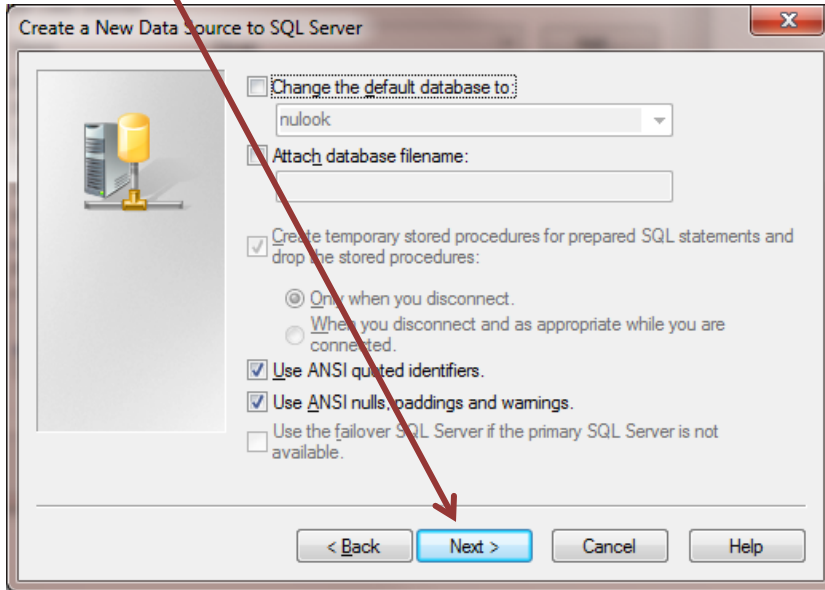 Create a New Data Source to SQL Server
Change the default database to:
nulook
Attach database filename:
Create temporary stored procedures for prepared SQL statements and
drop the stored procedures:
Only when you disconnect.
When you disconnect and as appropriate while you are
connected.
Use ANSI quoted identifiers.
Use ANSI nulls, paddings and warnings.
Use the failover SQL Server if the primary SQL Server is not
available.
< Back
Next >
Cancel
Help